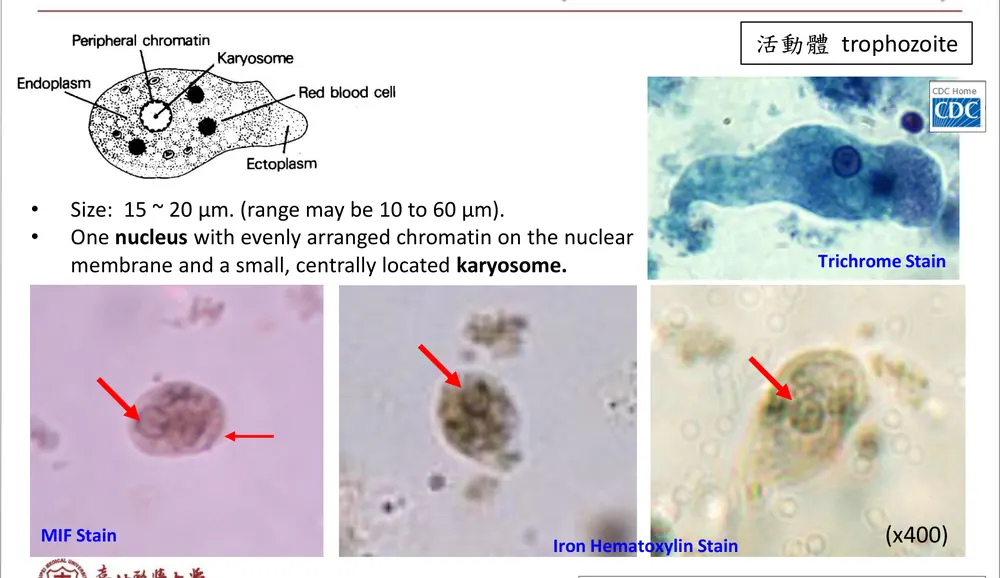 活動體 trophozoite
Peripheral chromatin
Karyosome
Endoplasm
Red blood cell
Ectoplasm
CDC Home
CDC
Trichrome Stain
• Size: 15 ~ 20 μm. (range may be 10 to 60 μm).
• One nucleus with evenly arranged chromatin on the nuclear
membrane and a small, centrally located karyosome.
MIF Stain
Iron Hematoxylin Stain
(x400)